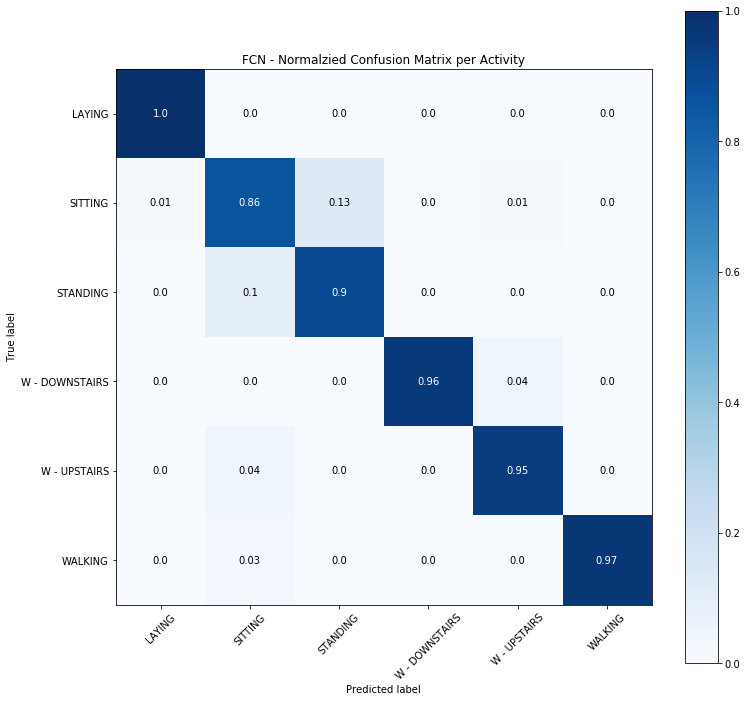 FCN - Normalzied Confusion Matrix per Activity
1.0
LAYING 1.0 0.0 0.0 0.0 0.0 0.0
0.8
SITTING 0.01 0.86 0.13 0.0 0.01 0.0
STANDING 0.0 0.1 0.9 0.0 0.0 0.0
0.6
True label
W - DOWNSTAIRS 0.0 0.0 0.0 0.96 0.04 0.0
0.4
W - UPSTAIRS 0.0 0.04 0.0 0.0 0.95 0.0
0.2
WALKING 0.0 0.03 0.0 0.0 0.0 0.97
0.0
LAYING SITTING STANDING W - DOWNSTAIRS W - UPSTAIRS WALKING
Predicted label